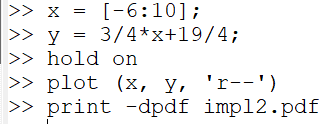 >> x = [-6:10];
>> y = 3/4*x+19/4;
>> hold on
>> plot (x, y, 'r--')
>> print -dpdf impl2.pdf